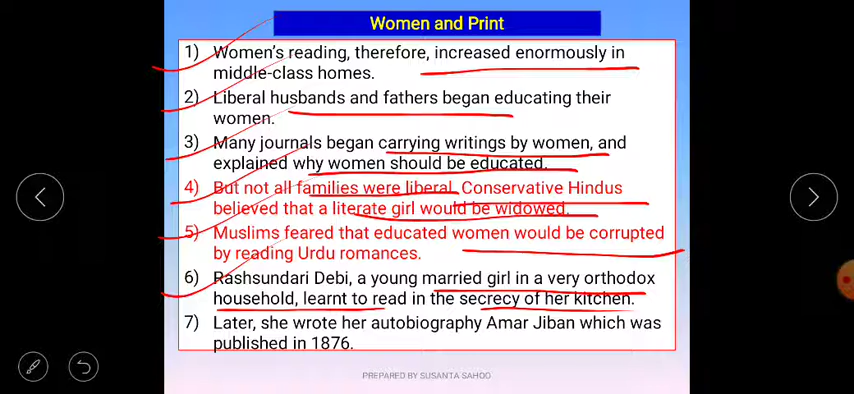 Women and Print
1) Women's reading, therefore, increased enormously in
middle-class homes.
2) Liberal husbands and fathers began educating their
women.
3) Many journals began carrying writings by women, and
explained why women should be educated.
4) But not all families were liberal. Conservative Hindus
believed that a literate girl would be widowed.
5) Muslims feared that educated women would be corrupted
by reading Urdu romances.
6) Rashsundari Debi, a young married girl in a very orthodox
household, learnt to read in the secrecy of her kitchen.
7) Later, she wrote her autobiography Amar Jiban which was
published in 1876.
PREPARED BY SUSANTA SAHOO